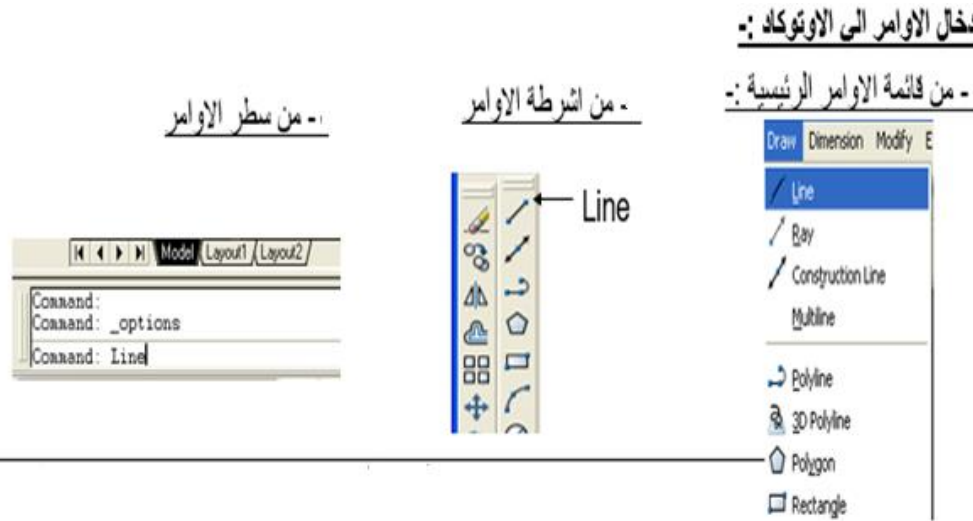 دخال الاوامر الى الاوتوكاد :-
- من قائمة الاوامر الرئيسية :-
- من اشرطة الاوامر
- من سطر الاوامر
Draw Dimension Modify E
Line
Ray
Construction Line
Multiline
Polyline
3D Polyline
Polygon
Rectangle
Line
Model Layout1 Layout2
Command:
Command: _options
Command: Line